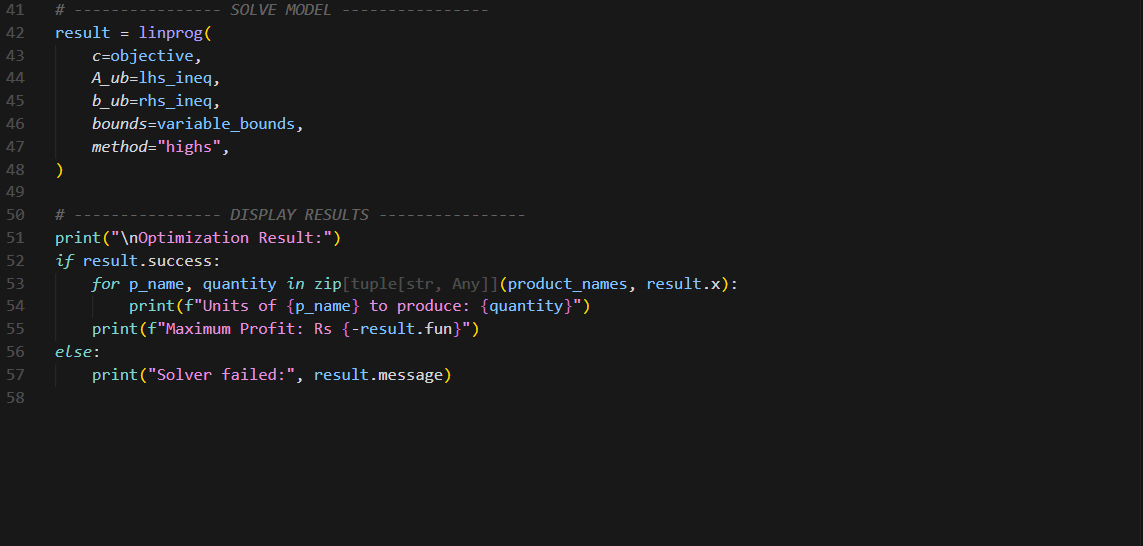 41 # ---------------- SOLVE MODEL ----------------
42 result = linprog(
43     c=objective,
44     A_ub=lhs_ineq,
45     b_ub=rhs_ineq,
46     bounds=variable_bounds,
47     method="highs",
48 )
49
50 # ---------------- DISPLAY RESULTS ----------------
51 print("\nOptimization Result:")
52 if result.success:
53     for p_name, quantity in zip[tuple[str, Any]](product_names, result.x):
54         print(f"Units of {p_name} to produce: {quantity}")
55     print(f"Maximum Profit: Rs {-result.fun}")
56 else:
57     print("Solver failed:", result.message)
58